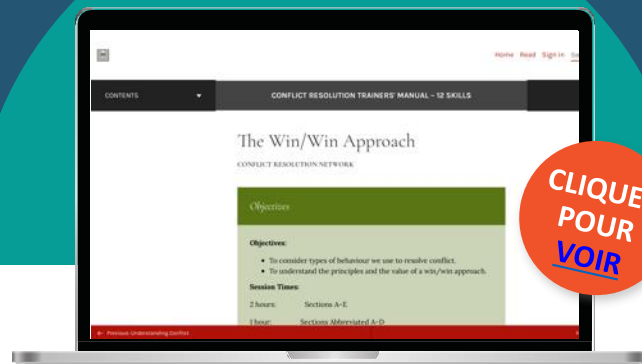 Home Read Sign in
CONTENTS
CONFLICT RESOLUTION TRAINERS' MANUAL – 12 SKILLS
The Win/Win Approach
CONFLICT RESOLUTION NETWORK
Objectives
Objectives:
• To consider types of behaviour we use to resolve conflict.
• To understand the principles and the value of a win/win approach.
Session Times:
2 hours: Sections A–E
1 hour: Sections Abbreviated A–D
← Previous: Understanding Conflict
CLIQUE
POUR
VOIR